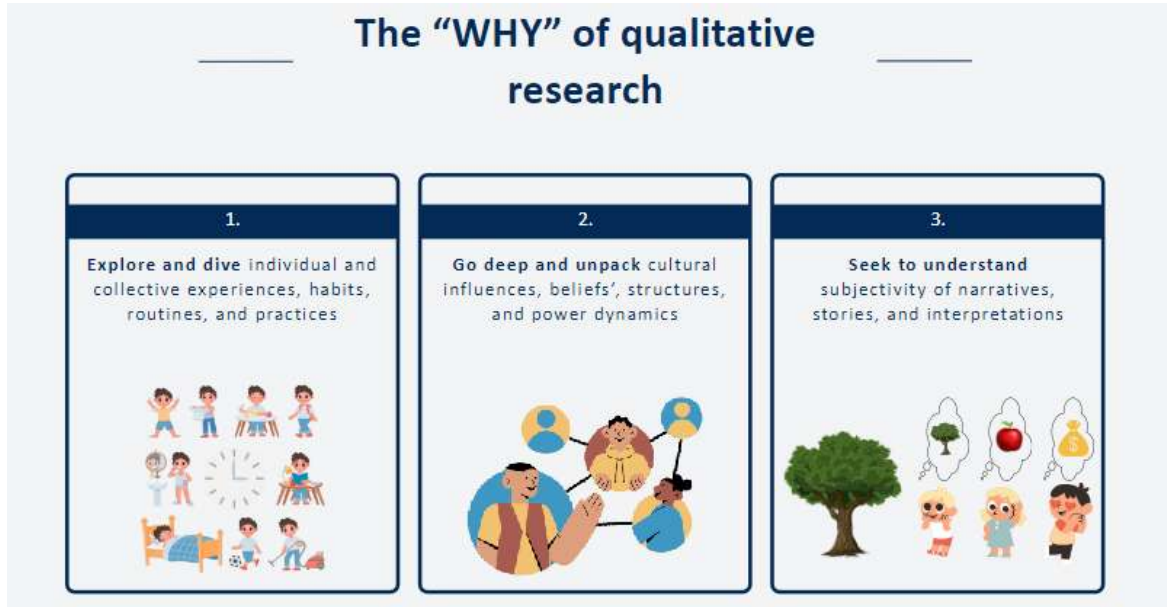 The “WHY” of qualitative
research
1.
Explore and dive individual and
collective experiences, habits,
routines, and practices
2.
Go deep and unpack cultural
influences, beliefs’, structures,
and power dynamics
3.
Seek to understand
subjectivity of narratives,
stories, and interpretations
$